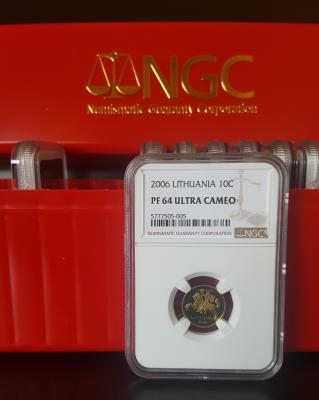 NGC
Numismatic Guaranty Corporation
2006 LITHUANIA 10C
PF 64 ULTRA CAMEO
5777505-005
NUMISMATIC GUARANTY CORPORATION
NGC